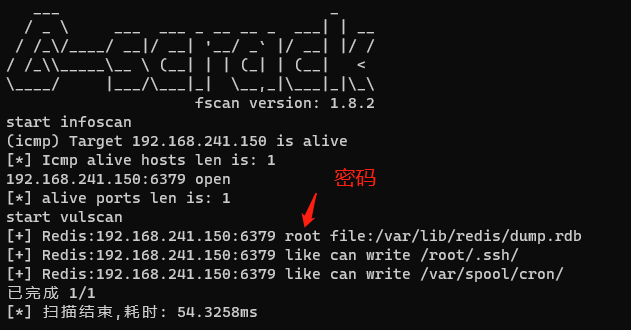 fscan version: 1.8.2
start infoscan
(icmp) Target 192.168.241.150 is alive
[*] Icmp alive hosts len is: 1
192.168.241.150:6379 open
[*] alive ports len is: 1
密码
start vulscan
[+] Redis:192.168.241.150:6379 root file:/var/lib/redis/dump.rdb
[+] Redis:192.168.241.150:6379 like can write /root/.ssh/
[+] Redis:192.168.241.150:6379 like can write /var/spool/cron/
已完成 1/1
[*] 扫描结束,耗时: 54.3258ms